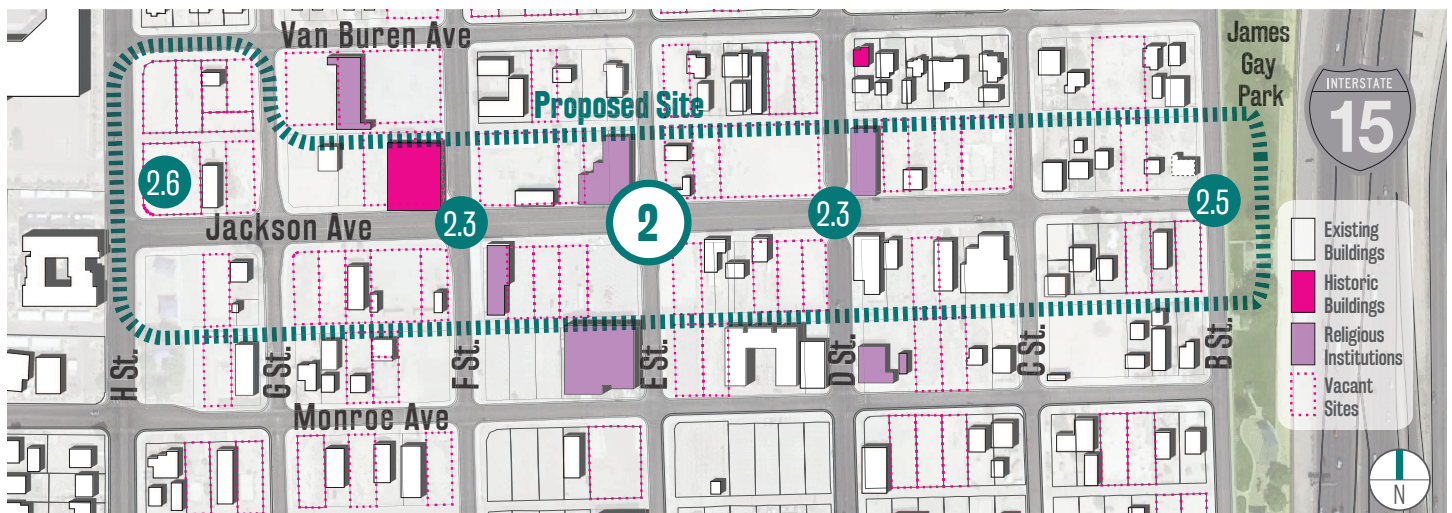 Van Buren Ave
James
Gay
Park
INTERSTATE
15
Proposed Site
2.6
2.3
2
2.3
2.5
Jackson Ave
Existing
Buildings
Historic
Buildings
Religious
Institutions
Vacant
Sites
H St.
G St.
F St.
E St.
D St.
C St.
B St.
Monroe Ave
N